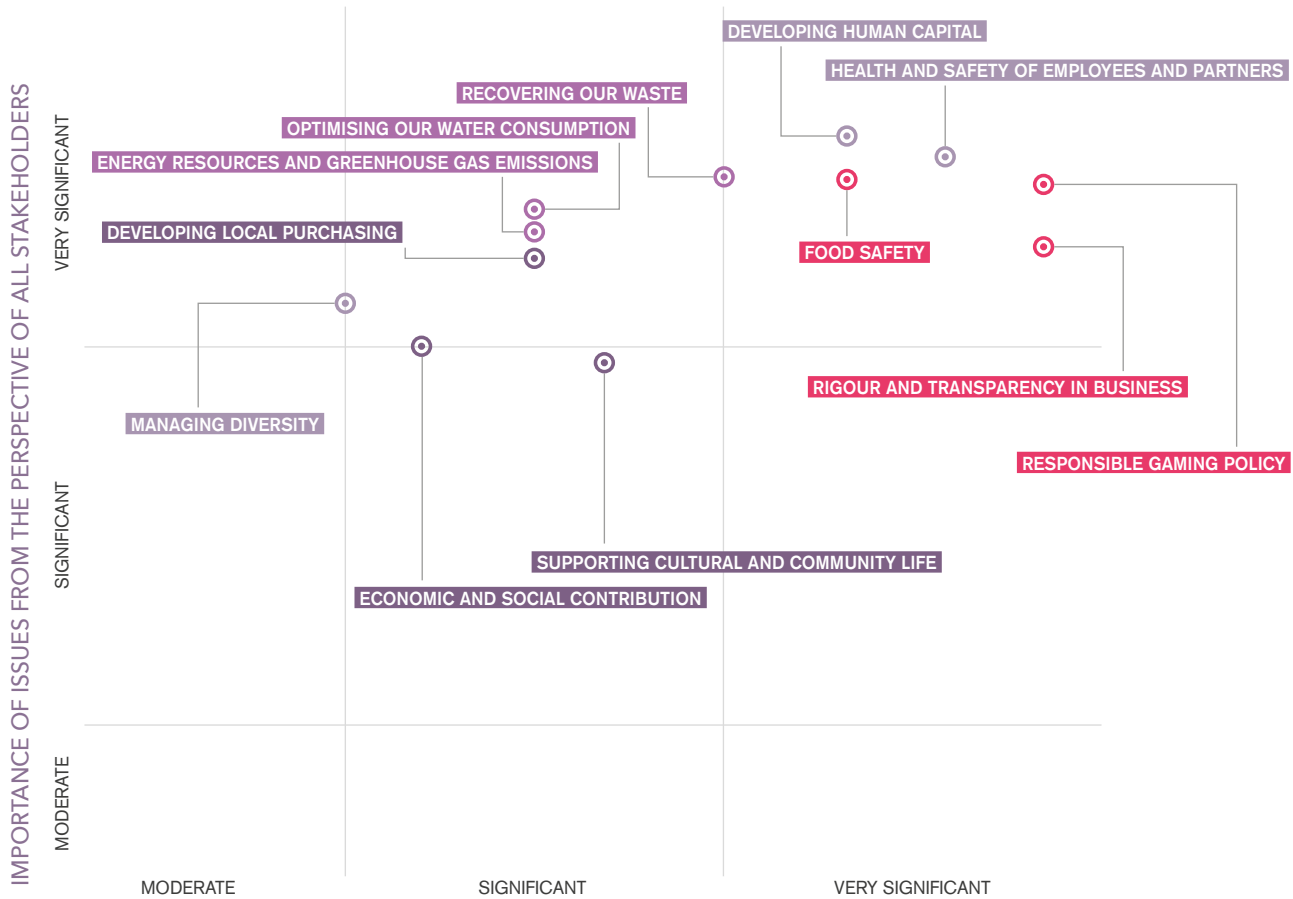 DEVELOPING HUMAN CAPITAL
HEALTH AND SAFETY OF EMPLOYEES AND PARTNERS
RECOVERING OUR WASTE
OPTIMISING OUR WATER CONSUMPTION
ENERGY RESOURCES AND GREENHOUSE GAS EMISSIONS
DEVELOPING LOCAL PURCHASING
FOOD SAFETY
RIGOUR AND TRANSPARENCY IN BUSINESS
MANAGING DIVERSITY
RESPONSIBLE GAMING POLICY
SUPPORTING CULTURAL AND COMMUNITY LIFE
ECONOMIC AND SOCIAL CONTRIBUTION
IMPORTANCE OF ISSUES FROM THE PERSPECTIVE OF ALL STAKEHOLDERS
VERY SIGNIFICANT
SIGNIFICANT
MODERATE
MODERATE
SIGNIFICANT
VERY SIGNIFICANT